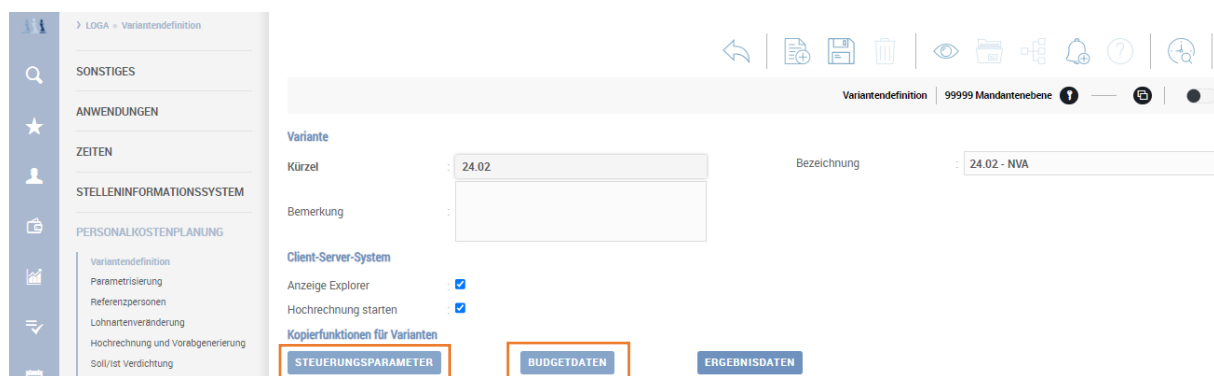 > LOGA » Variantendefinition
SONSTIGES
ANWENDUNGEN
ZEITEN
STELLENINFORMATIONSSYSTEM
PERSONALKOSTENPLANUNG
Variantendefinition
Parametrisierung
Referenzpersonen
Lohnartenveränderung
Hochrechnung und Vorabgenerierung
Soll/Ist Verdichtung
Variantendefinition | 99999 Mandantenebene
Variante
Kürzel : 24.02
Bezeichnung : 24.02 - NVA
Bemerkung :
Client-Server-System
Anzeige Explorer :
Hochrechnung starten :
Kopierfunktionen für Varianten
STEUERUNGSPARAMETER BUDGETDATEN ERGEBNISDATEN